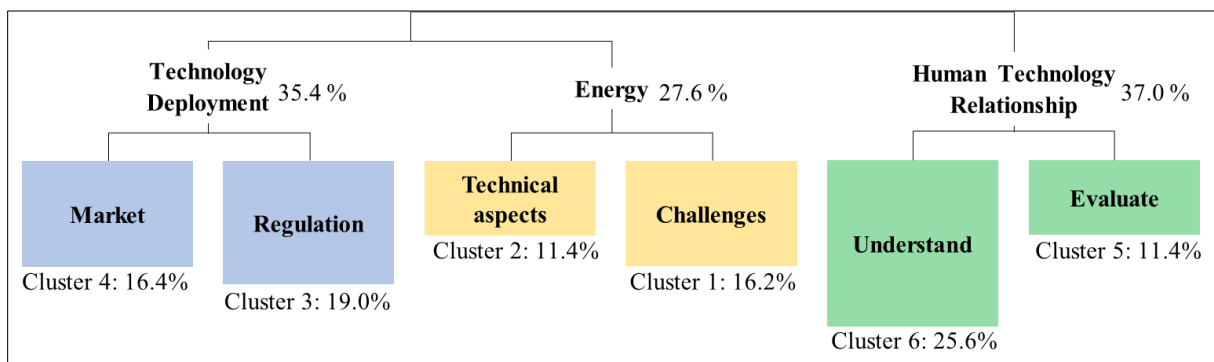 Technology
Deployment 35.4 %
Energy 27.6 %
Human Technology
Relationship 37.0 %
Market
Cluster 4: 16.4%
Regulation
Cluster 3: 19.0%
Technical
aspects
Cluster 2: 11.4%
Challenges
Cluster 1: 16.2%
Understand
Cluster 6: 25.6%
Evaluate
Cluster 5: 11.4%